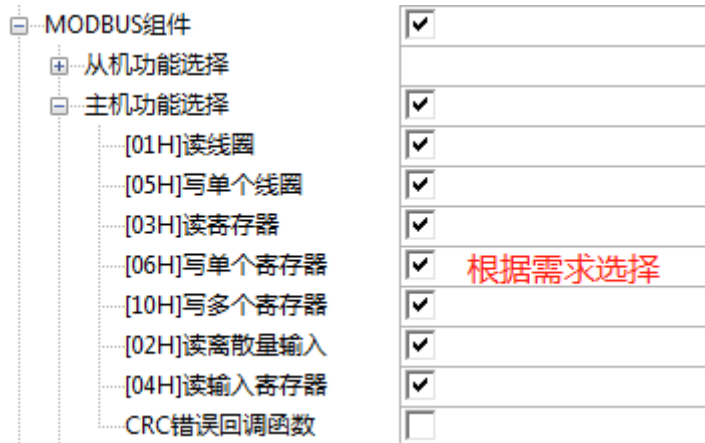 MODBUS组件
从机功能选择
主机功能选择
[01H]读线圈
[05H]写单个线圈
[03H]读寄存器
[06H]写单个寄存器 根据需求选择
[10H]写多个寄存器
[02H]读离散量输入
[04H]读输入寄存器
CRC错误回调函数